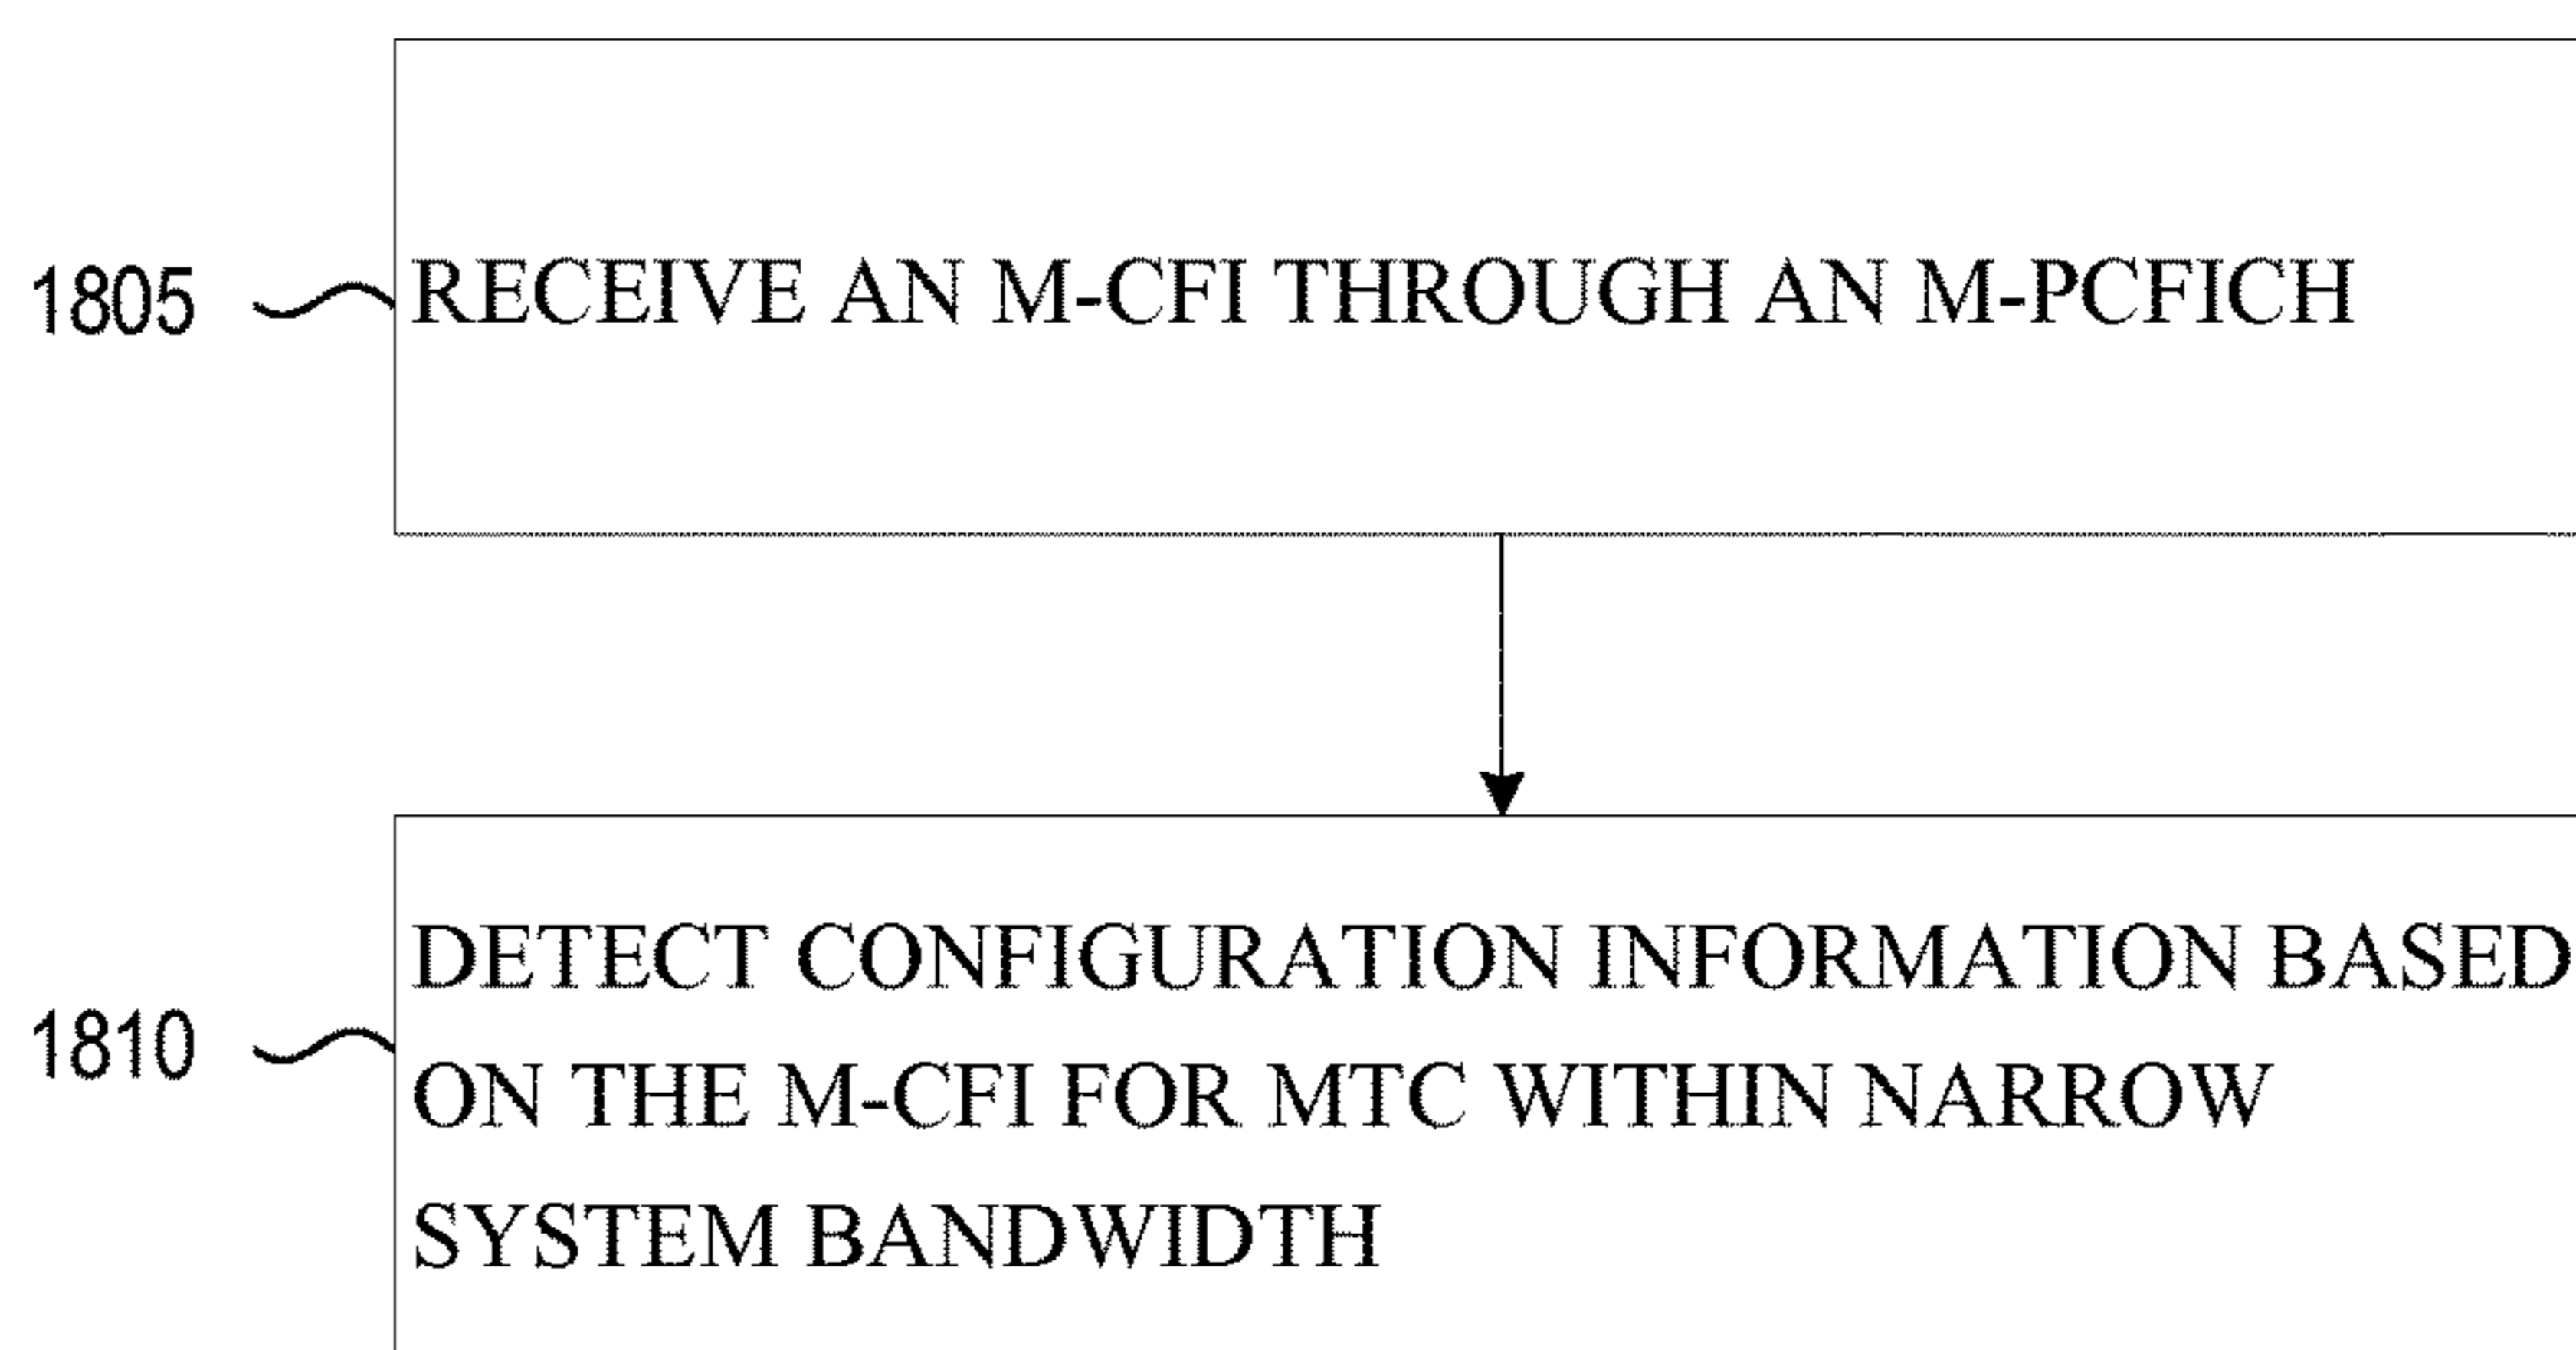 1805
RECEIVE AN M-CFI THROUGH AN M-PCFICH
DETECT CONFIGURATION INFORMATION BASED
1810
ON THE M-CFI FOR MTC WITHIN NARROW
SYSTEM BANDWIDTH